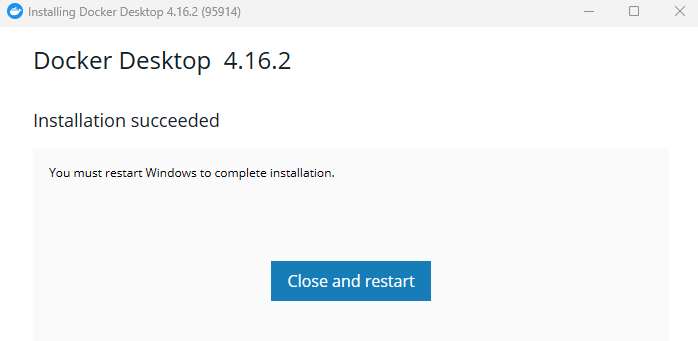 Installing Docker Desktop 4.16.2 (95914)
Docker Desktop 4.16.2
Installation succeeded
You must restart Windows to complete installation.
Close and restart